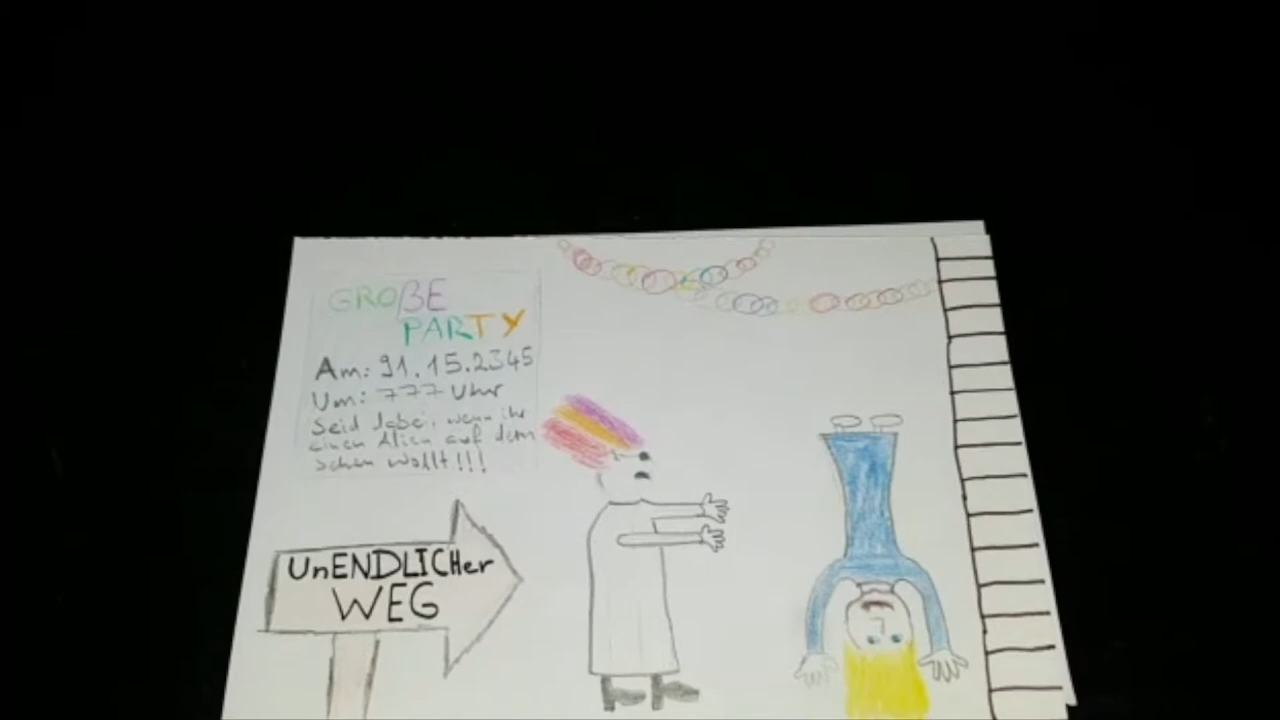 GROßE
PARTY
Am: 91.15.2345
Um: 777 Uhr
Seid dabei, wenn ihr
einen Alien auf dem
sehen wollt!!!
UnENDLICHer
WEG